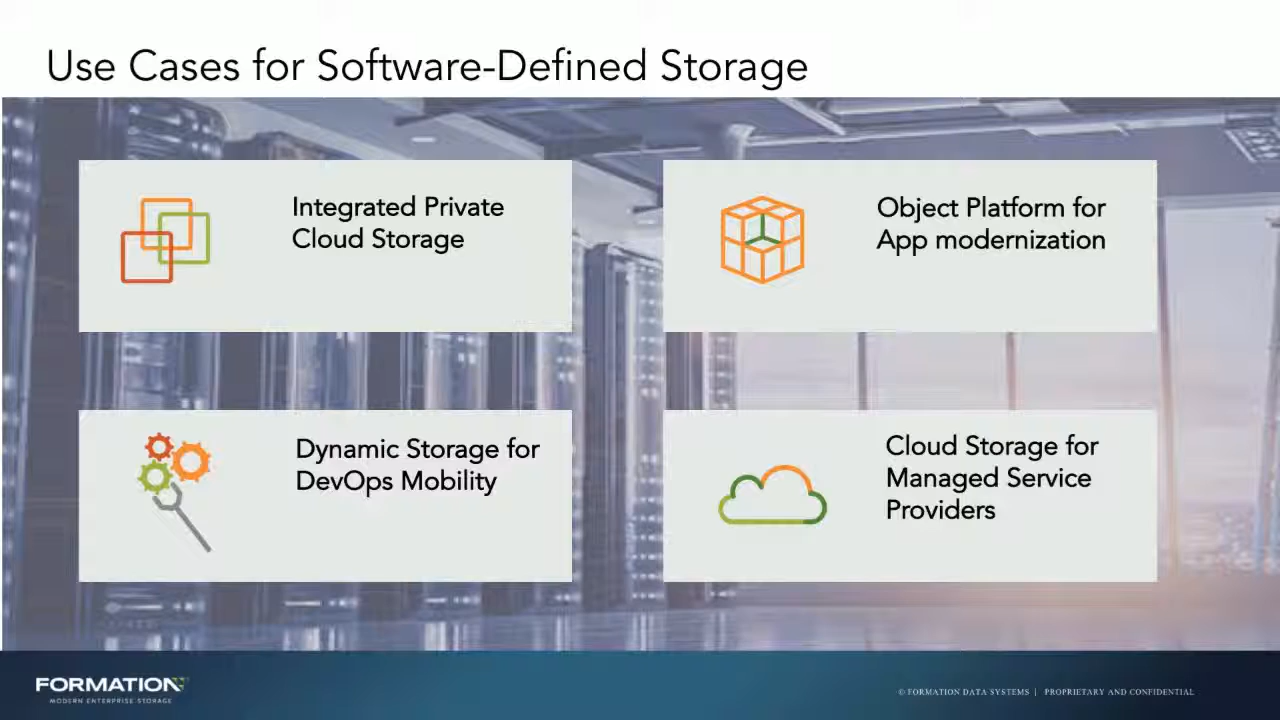 Use Cases for Software-Defined Storage
Integrated Private
Cloud Storage
Object Platform for
App modernization
Dynamic Storage for
DevOps Mobility
Cloud Storage for
Managed Service
Providers
FORMATION
MODERN ENTERPRISE STORAGE
© FORMATION DATA SYSTEMS | PROPRIETARY AND CONFIDENTIAL